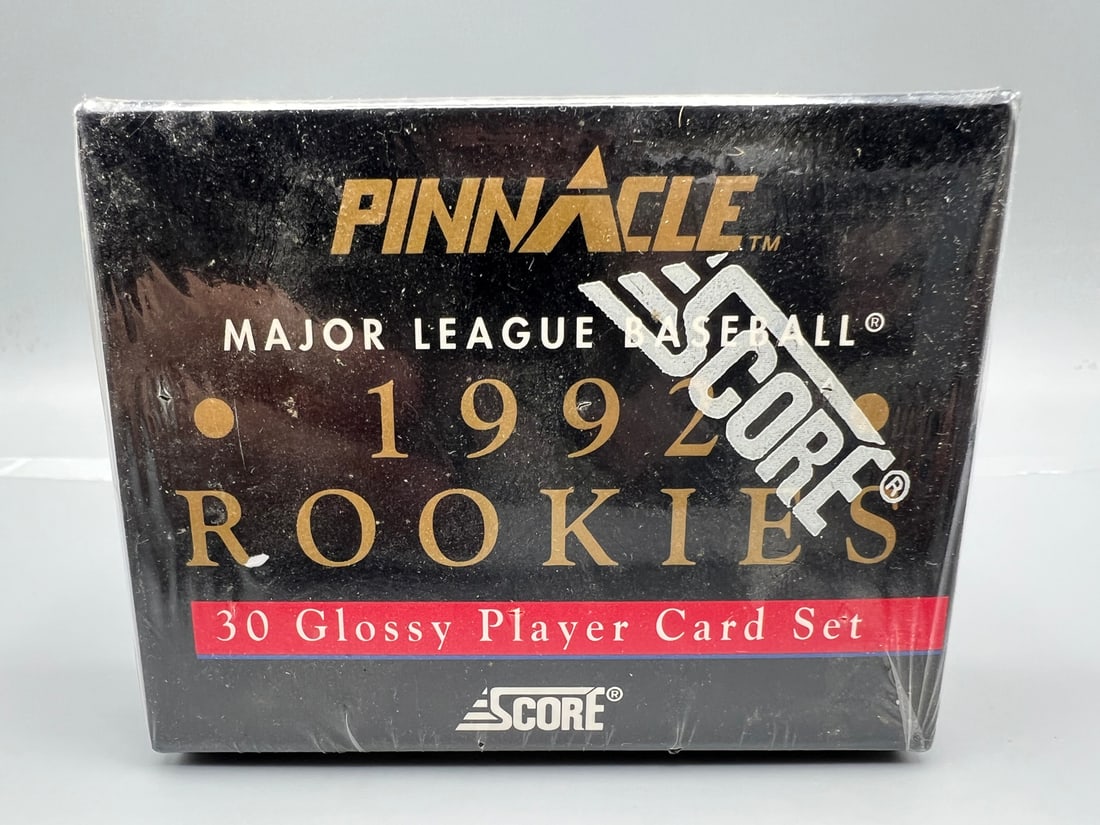 PINNACLE™
MAJOR LEAGUE BASEBALL®
• 1992 •
ROOKIES
SCORE®
30 Glossy Player Card Set
SCORE®